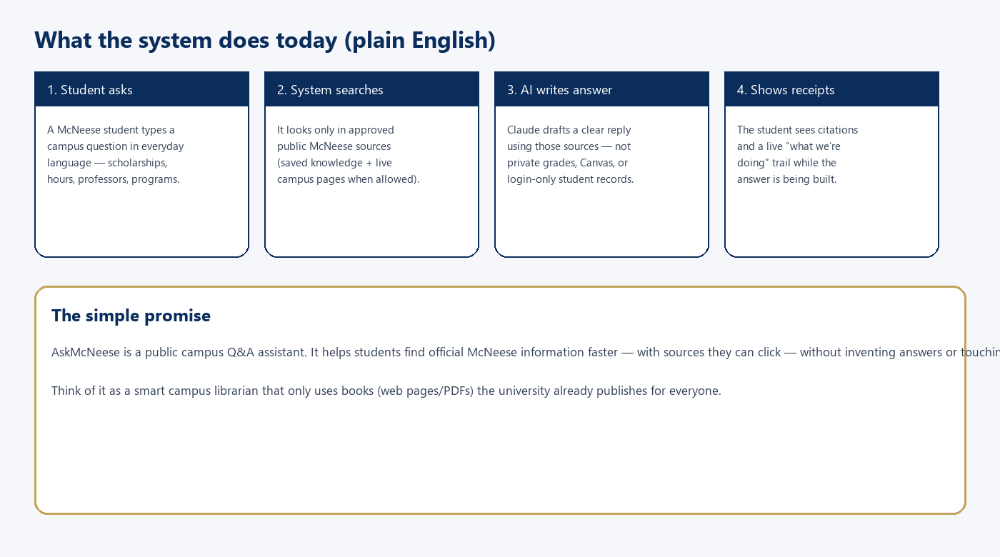 What the system does today (plain English)
1. Student asks
A McNeese student types a
campus question in everyday
language — scholarships,
hours, professors, programs.
2. System searches
It looks only in approved
public McNeese sources
(saved knowledge + live
campus pages when allowed).
3. AI writes answer
Claude drafts a clear reply
using those sources — not
private grades, Canvas, or
login-only student records.
4. Shows receipts
The student sees citations
and a live “what we’re
doing” trail while the
answer is being built.
The simple promise
AskMcNeese is a public campus Q&A assistant. It helps students find official McNeese information faster — with sources they can click — without inventing answers or
Think of it as a smart campus librarian that only uses books (web pages/PDFs) the university already publishes for everyone.